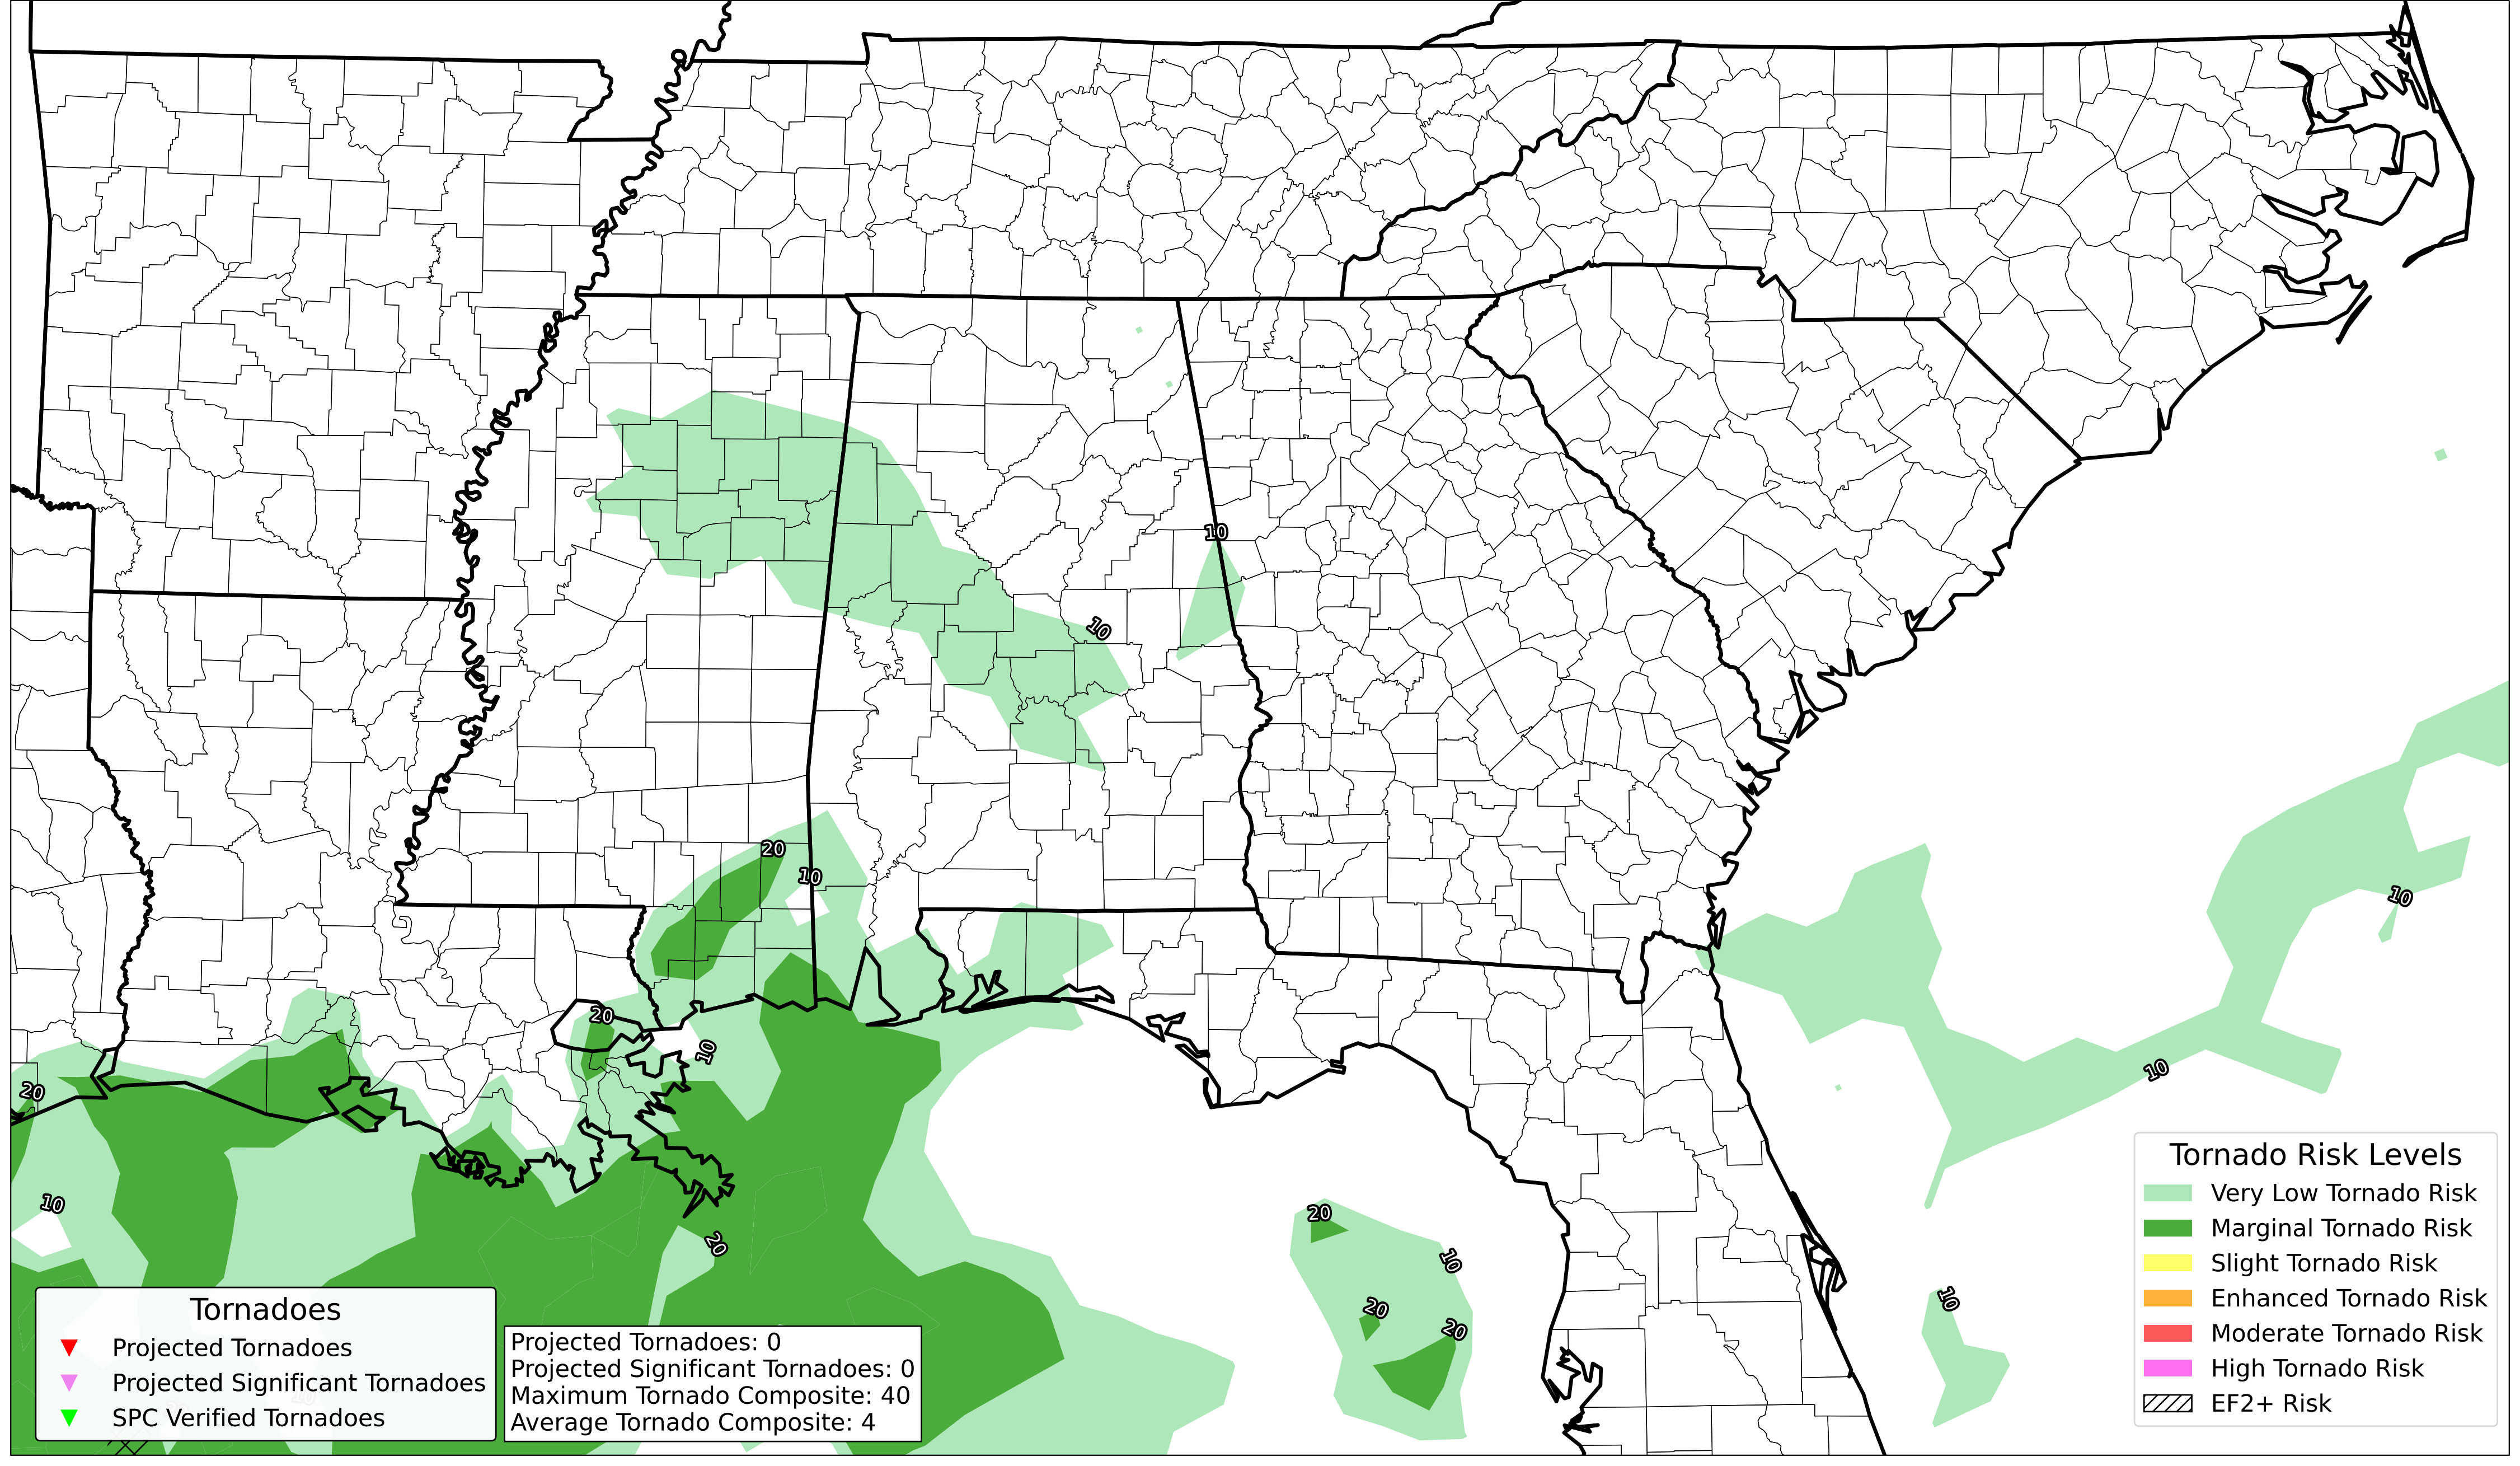 10
10
20
10
20
10
10
10
20
10
20
20
10
20
10
20
10
Tornado Risk Levels
Very Low Tornado Risk
Marginal Tornado Risk
Slight Tornado Risk
Enhanced Tornado Risk
Moderate Tornado Risk
High Tornado Risk
EF2+ Risk
Tornadoes
Projected Tornadoes
Projected Significant Tornadoes
SPC Verified Tornadoes
Projected Tornadoes: 0
Projected Significant Tornadoes: 0
Maximum Tornado Composite: 40
Average Tornado Composite: 4